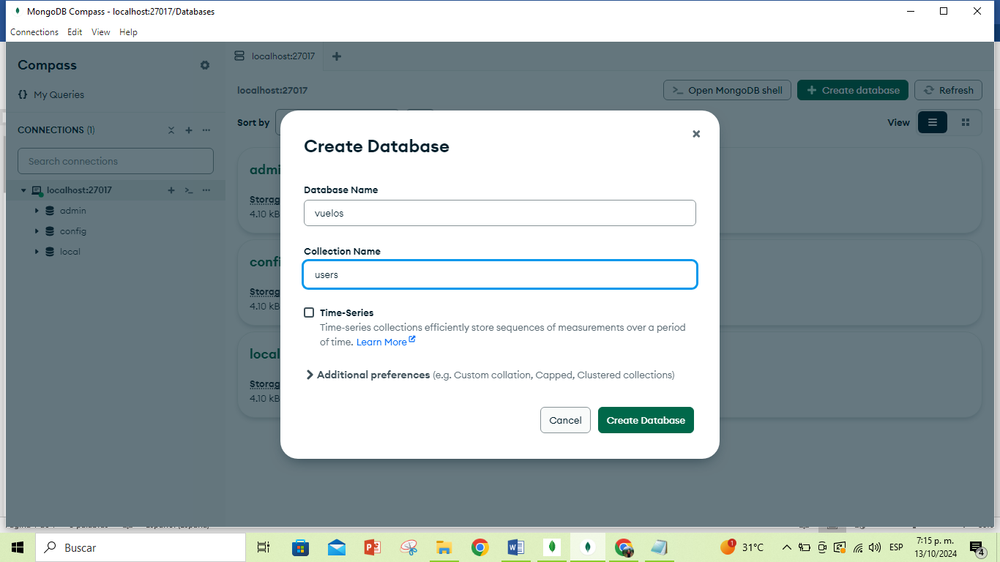 MongoDB Compass - localhost:27017/Databases
Connections Edit View Help
Compass
localhost:27017
{} My Queries
localhost:27017
Open MongoDB shell
Create database
Refresh
CONNECTIONS (1)
Sort by
View
Search connections
localhost:27017
admin
config
local
Storag
4.10 kB
confi
Storag
4.10 kB
local
Storag
4.10 kB
Create Database
Database Name
vuelos
Collection Name
users
Time-Series
Time-series collections efficiently store sequences of measurements over a period
of time. Learn More
Additional preferences (e.g. Custom collation, Capped, Clustered collections)
Cancel
Create Database
Buscar
1
31°C
ESP
7:15 p. m.
13/10/2024
4